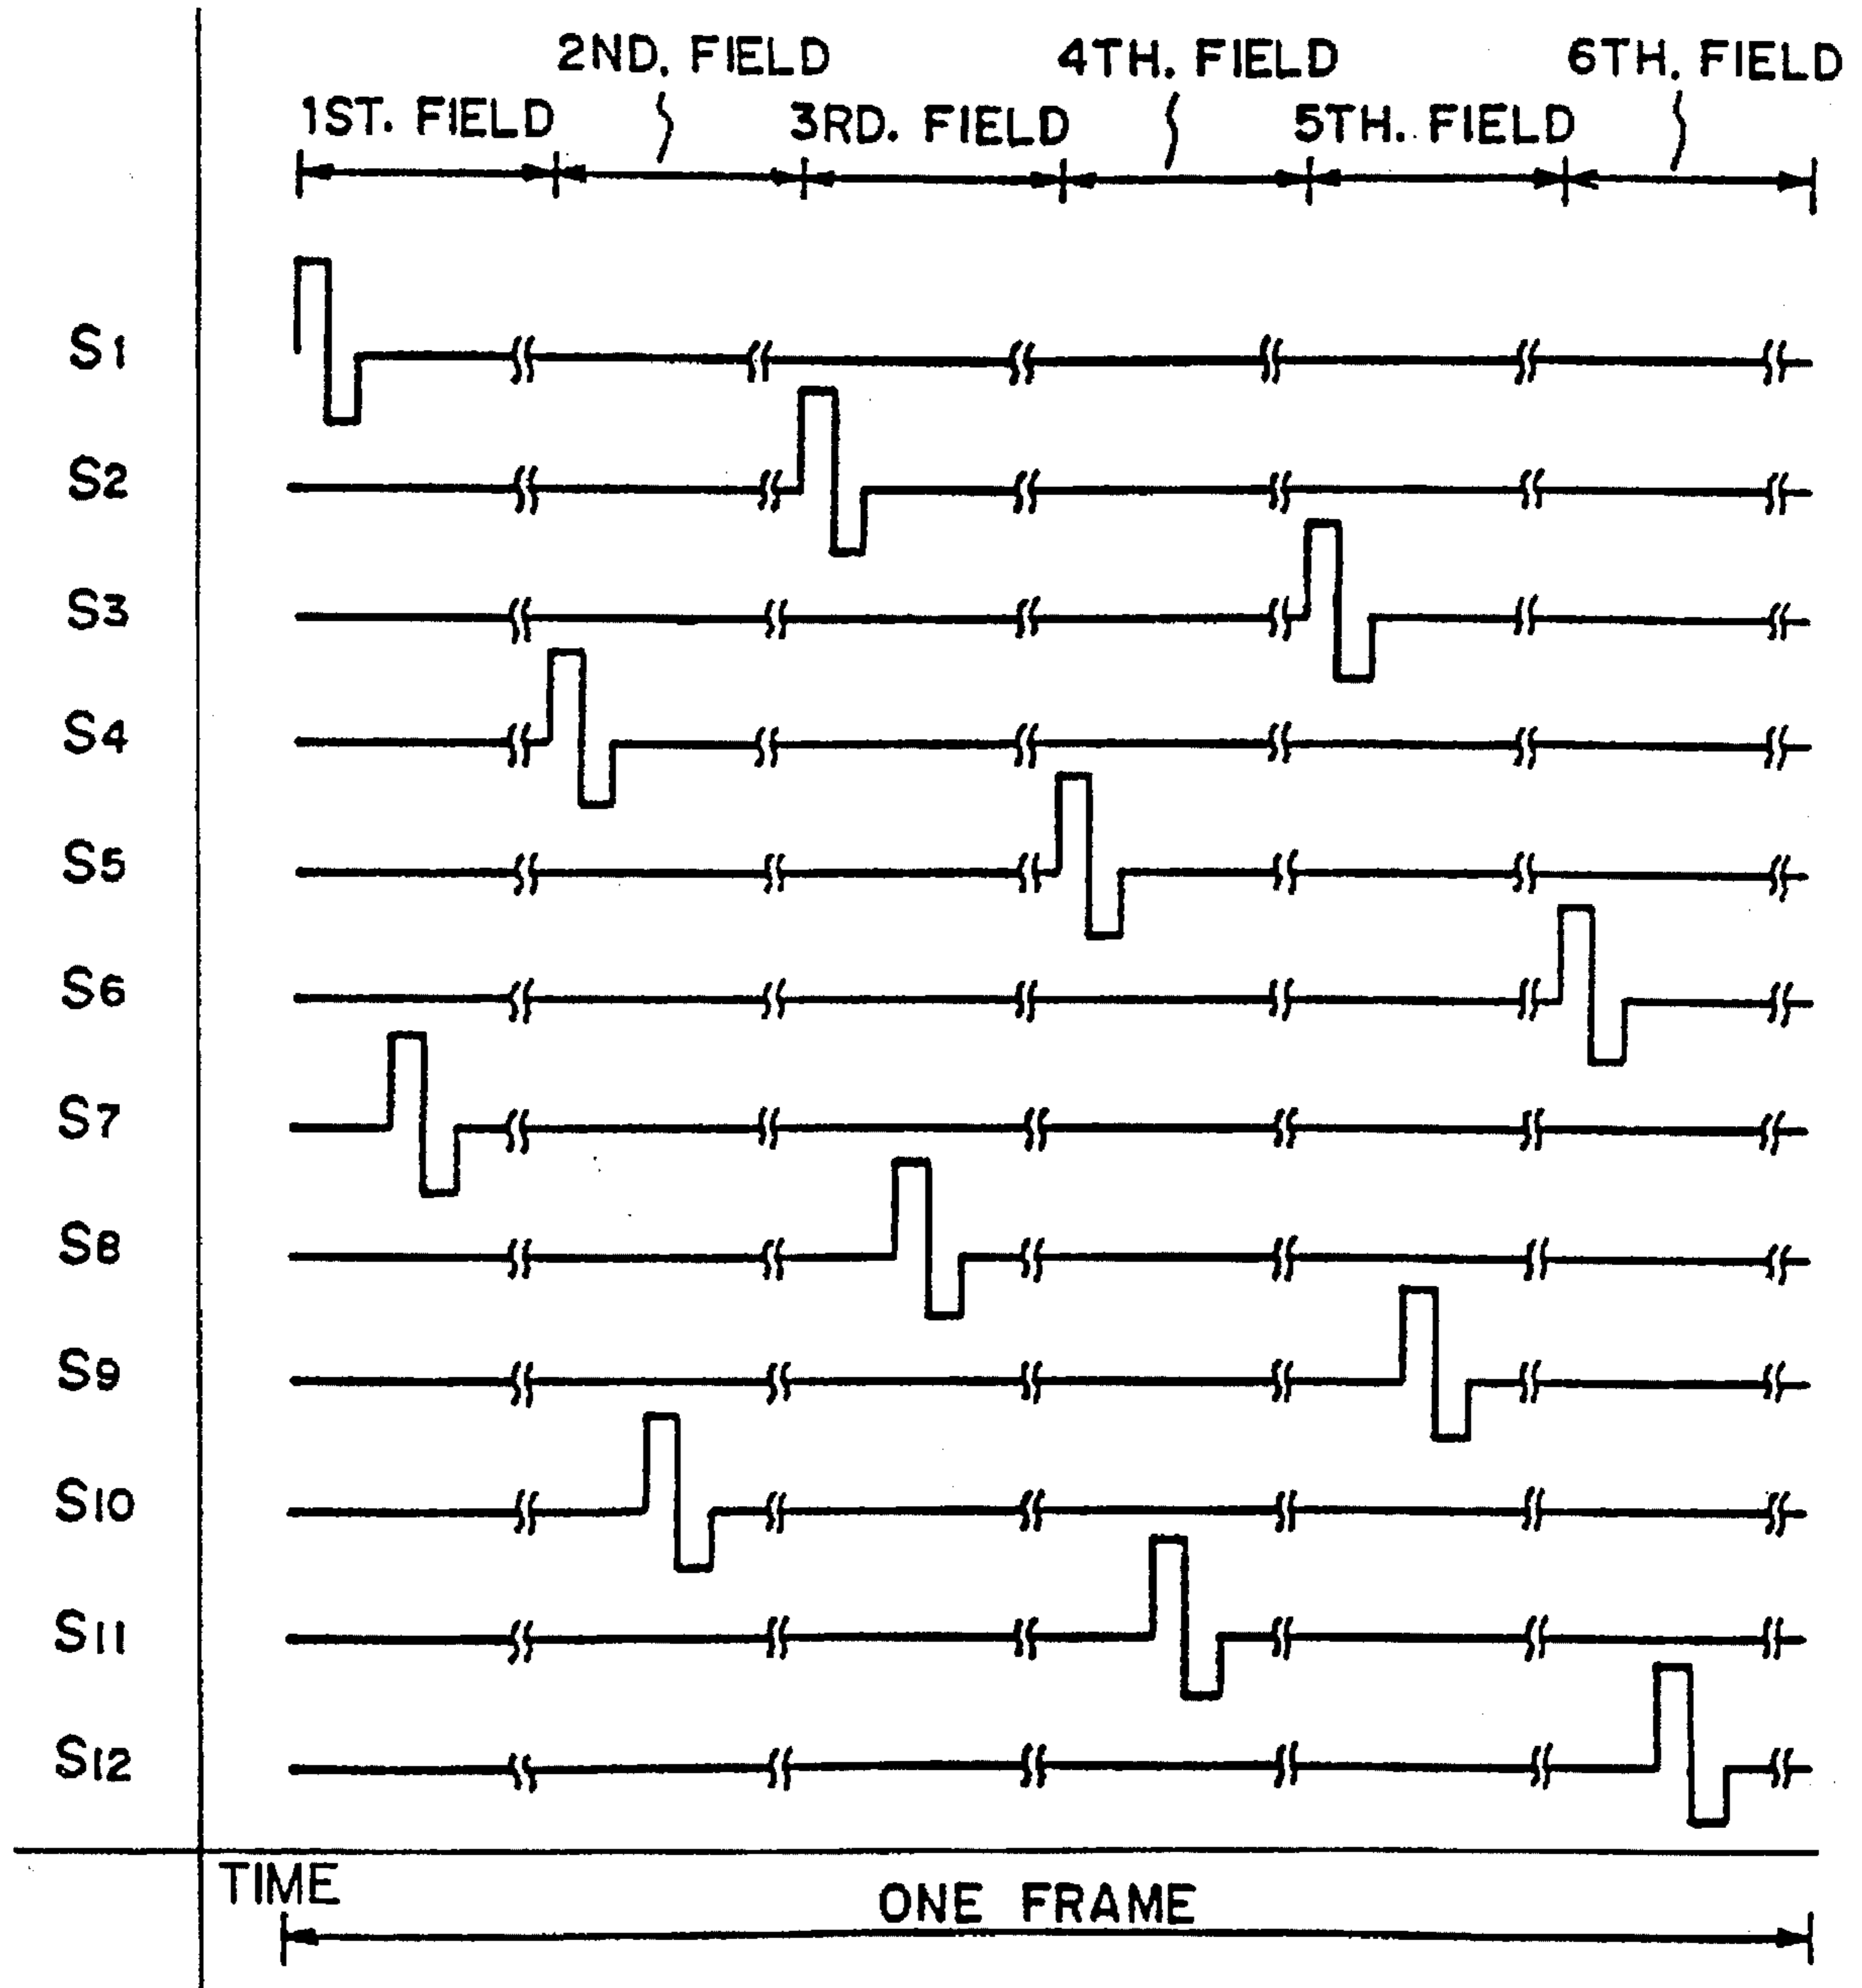 2ND. FIELD 4TH. FIELD 6TH. FIELD
1ST. FIELD 3RD. FIELD 5TH. FIELD
S1
S2
S3
S4
S5
S6
S7
S8
S9
S10
S11
S12
TIME
ONE FRAME